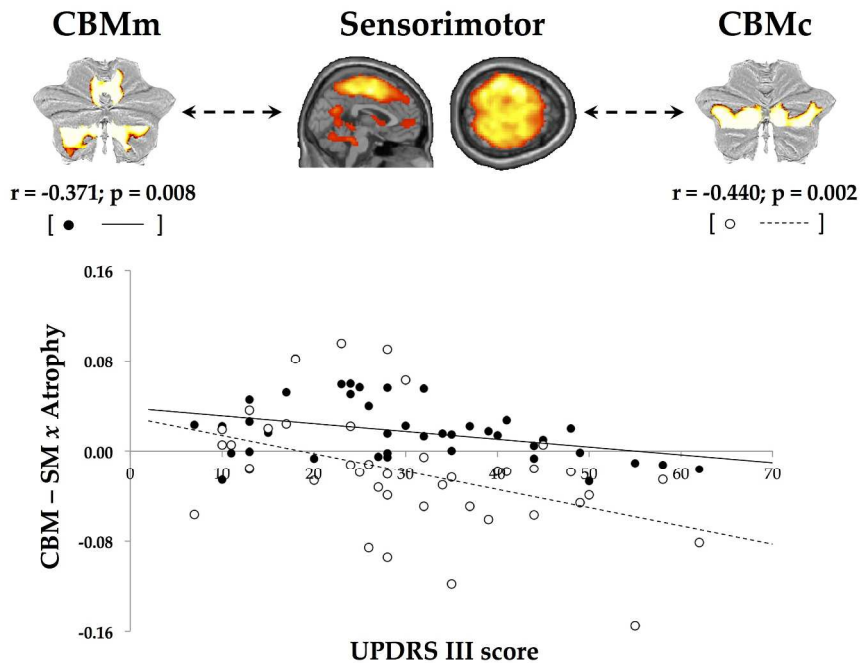 CBMm Sensorimotor CBMc
r = -0.371; p = 0.008 r = -0.440; p = 0.002
[ ● —— ] [ ○ ------ ]
0.16
0.08
0.00
0 10 20 30 40 50 60 70
-0.08
-0.16
CBM – SM x Atrophy
UPDRS III score